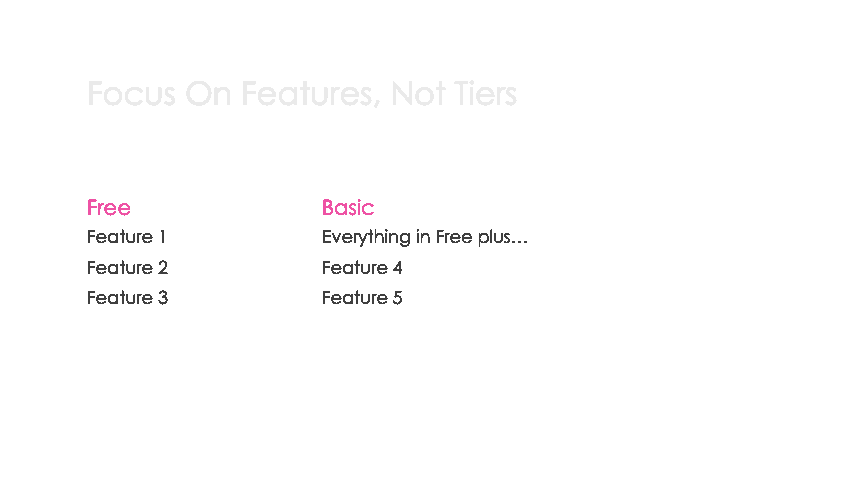 Focus On Features, Not Tiers
Free
Feature 1
Feature 2
Feature 3
Basic
Everything in Free plus…
Feature 4
Feature 5